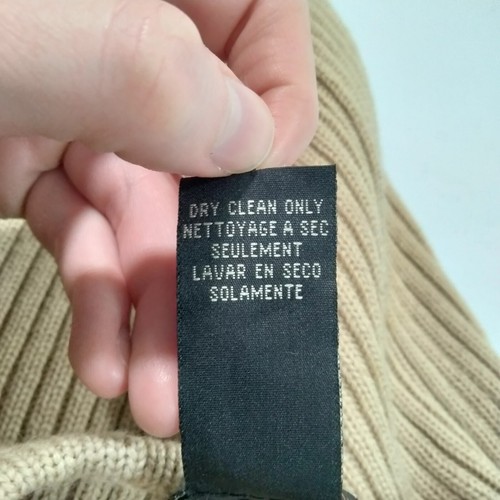 DRY CLEAN ONLY
NETTOYAGE A SEC
SEULEMENT
LAVAR EN SECO
SOLAMENTE